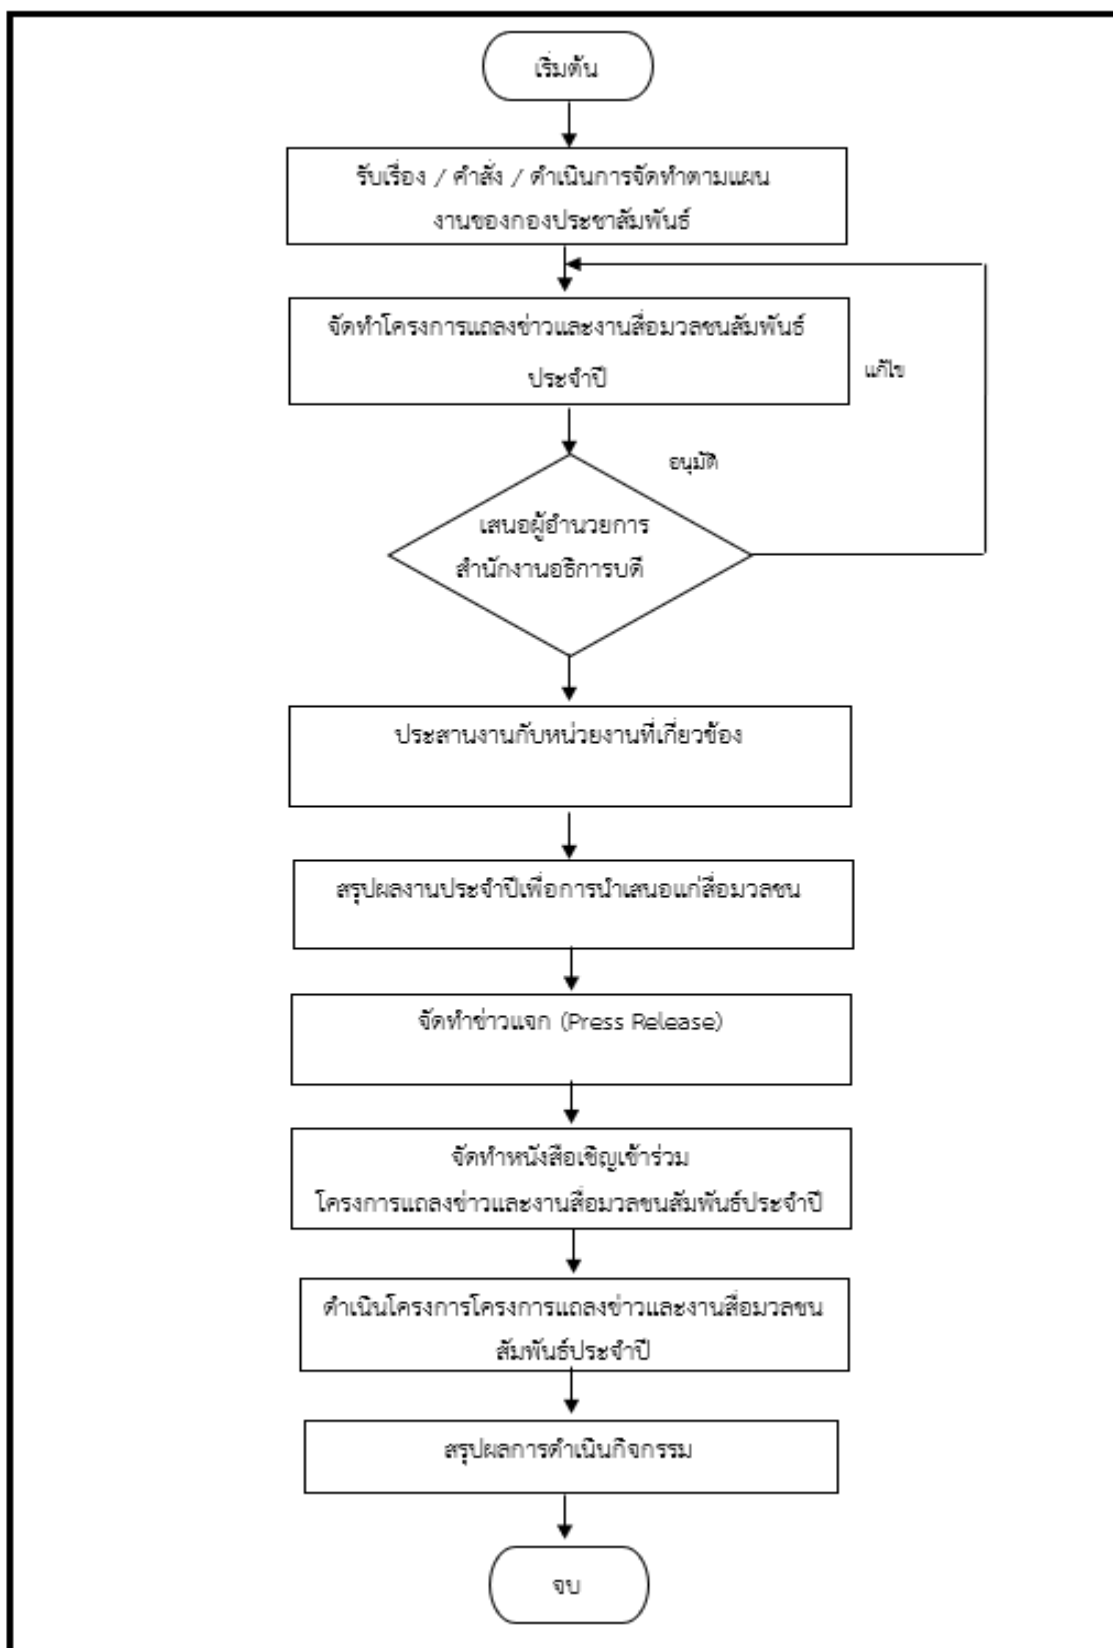 เริ่มต้น
รับเรื่อง / คำสั่ง / ดำเนินการจัดทำตามแผน
งานของกองประชาสัมพันธ์
จัดทำโครงการแถลงข่าวและงานสื่อมวลชนสัมพันธ์
ประจำปี
แก้ไข
อนุมัติ
เสนอผู้อำนวยการ
สำนักงานอธิการบดี
ประสานงานกับหน่วยงานที่เกี่ยวข้อง
สรุปผลงานประจำปีเพื่อการนำเสนอแก่สื่อมวลชน
จัดทำข่าวแจก (Press Release)
จัดทำหนังสือเชิญเข้าร่วม
โครงการแถลงข่าวและงานสื่อมวลชนสัมพันธ์ประจำปี
ดำเนินโครงการโครงการแถลงข่าวและงานสื่อมวลชน
สัมพันธ์ประจำปี
สรุปผลการดำเนินกิจกรรม
จบ